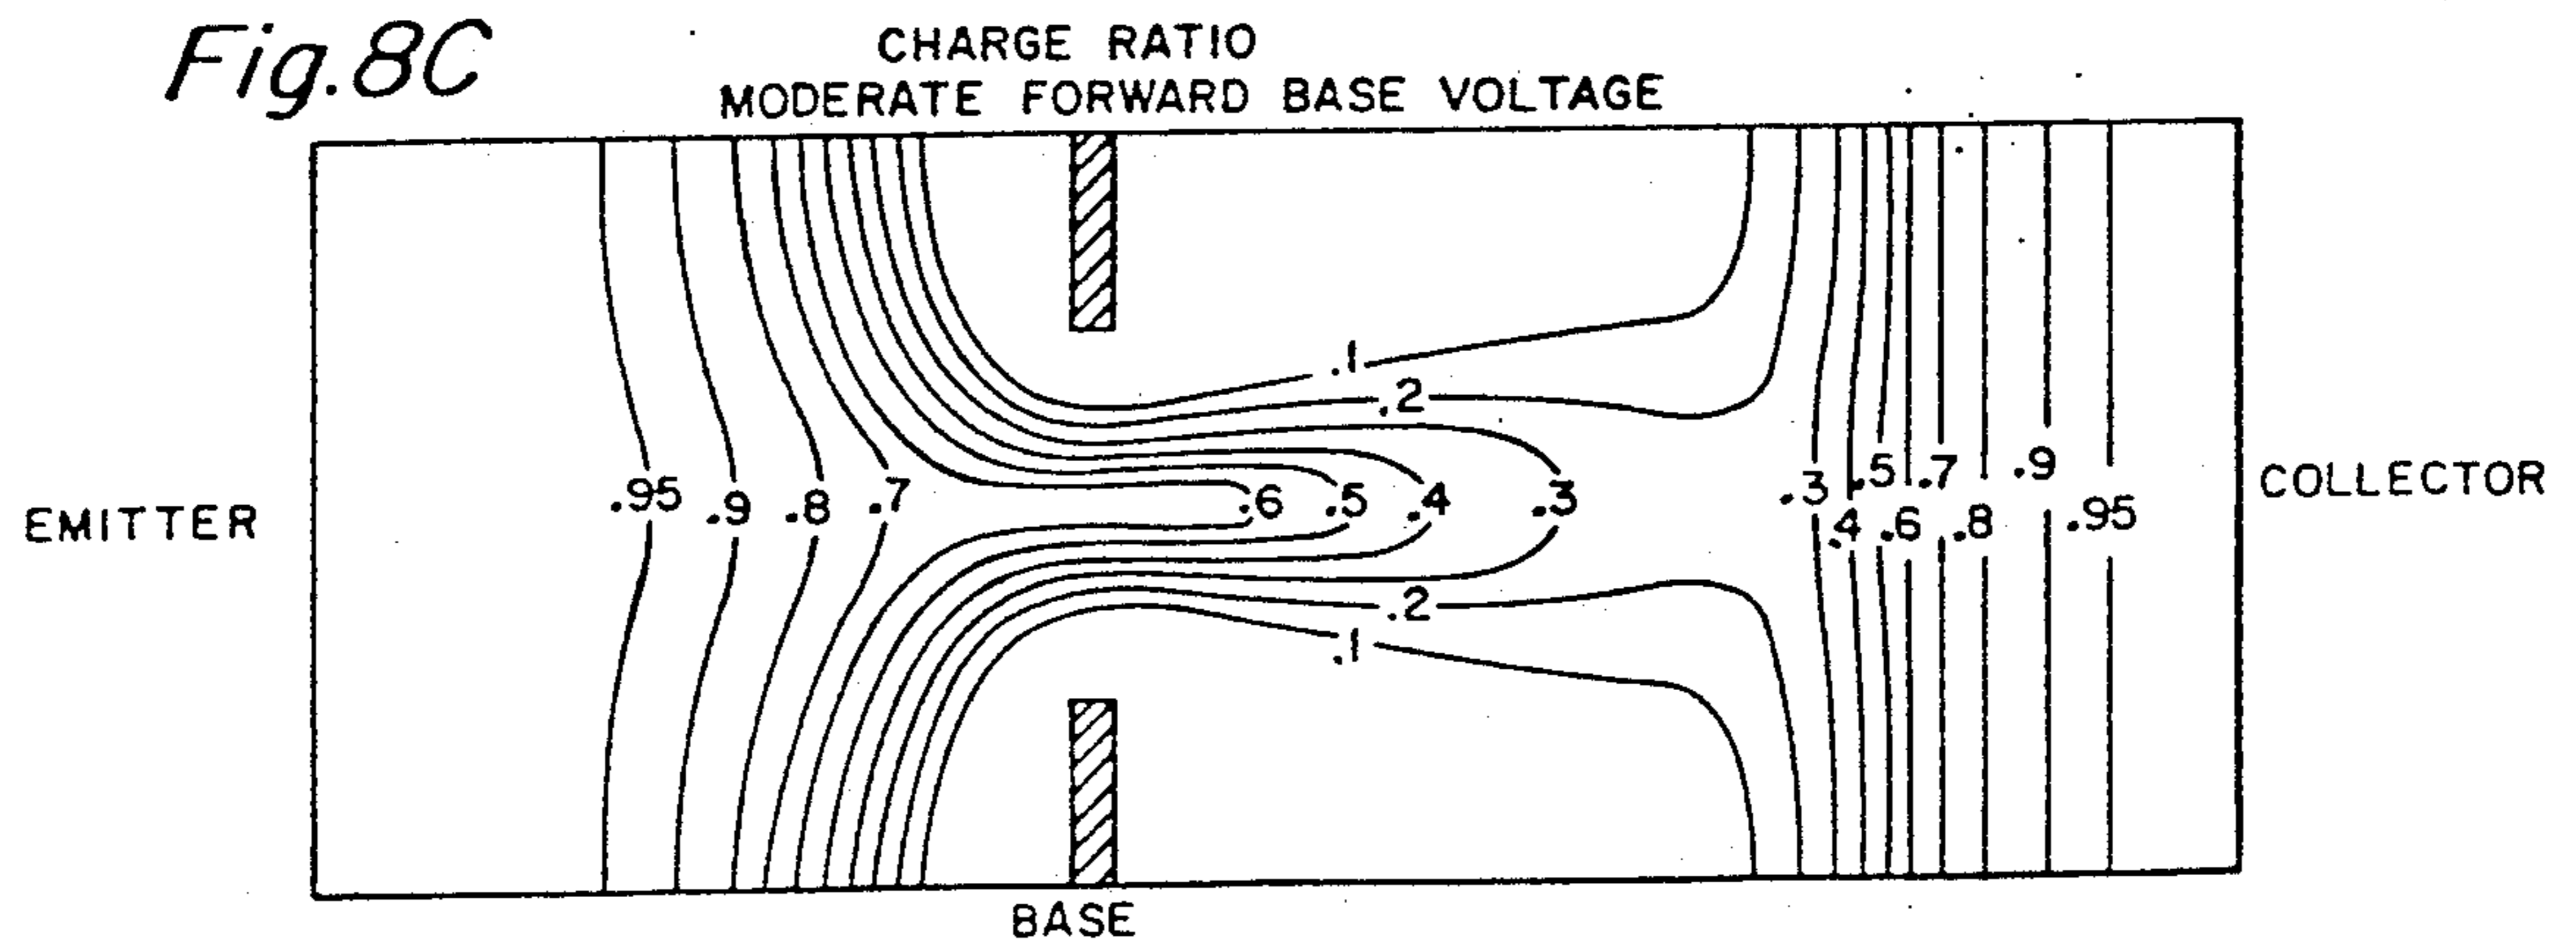 Fig. 8C
CHARGE RATIO
MODERATE FORWARD BASE VOLTAGE
.1
.2
EMITTER
.95 .9 .8 .7 .6 .5 .4 .3
.3 .4 .5 .6 .7 .8 .9 .95
COLLECTOR
.2
.1
BASE